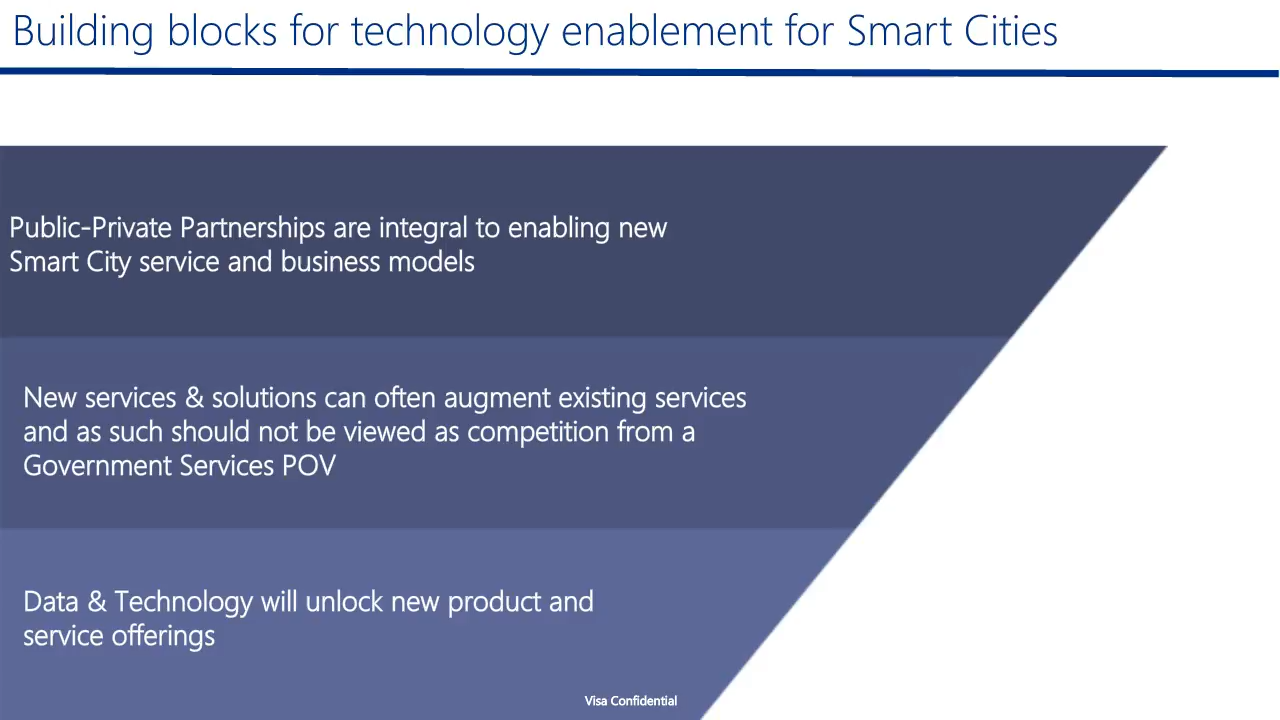 Building blocks for technology enablement for Smart Cities
Public-Private Partnerships are integral to enabling new
Smart City service and business models
New services & solutions can often augment existing services
and as such should not be viewed as competition from a
Government Services POV
Data & Technology will unlock new product and
service offerings
Visa Confidential